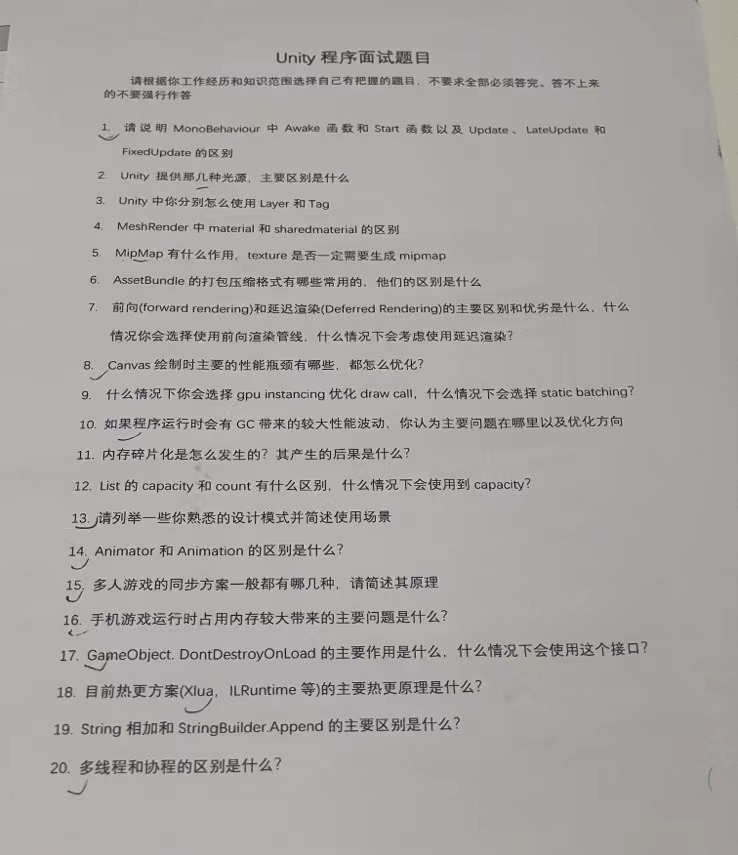 Unity 程序面试题目
请根据你工作经历和知识范围选择自己有把握的题目，不要求全部必须答完。答不上来
的不要强行作答
1. 请说明 MonoBehaviour 中 Awake 函数和 Start 函数以及 Update、LateUpdate 和
FixedUpdate 的区别
2. Unity 提供那几种光源，主要区别是什么
3. Unity 中你分别怎么使用 Layer 和 Tag
4. MeshRender 中 material 和 sharedmaterial 的区别
5. MipMap 有什么作用，texture 是否一定需要生成 mipmap
6. AssetBundle 的打包压缩格式有哪些常用的，他们的区别是什么
7. 前向(forward rendering)和延迟渲染(Deferred Rendering)的主要区别和优劣是什么，什么
情况你会选择使用前向渲染管线，什么情况下会考虑使用延迟渲染？
8. Canvas 绘制时主要的性能瓶颈有哪些，都怎么优化？
9. 什么情况下你会选择 gpu instancing 优化 draw call，什么情况下会选择 static batching？
10. 如果程序运行时会有 GC 带来的较大性能波动，你认为主要问题在哪里以及优化方向
11. 内存碎片化是怎么发生的？其产生的后果是什么？
12. List 的 capacity 和 count 有什么区别，什么情况下会使用到 capacity？
13. 请列举一些你熟悉的设计模式并简述使用场景
14. Animator 和 Animation 的区别是什么？
15. 多人游戏的同步方案一般都有哪几种，请简述其原理
16. 手机游戏运行时占用内存较大带来的主要问题是什么？
17. GameObject. DontDestroyOnLoad 的主要作用是什么，什么情况下会使用这个接口？
18. 目前热更方案(Xlua，ILRuntime 等)的主要热更原理是什么？
19. String 相加和 StringBuilder.Append 的主要区别是什么？
20. 多线程和协程的区别是什么？